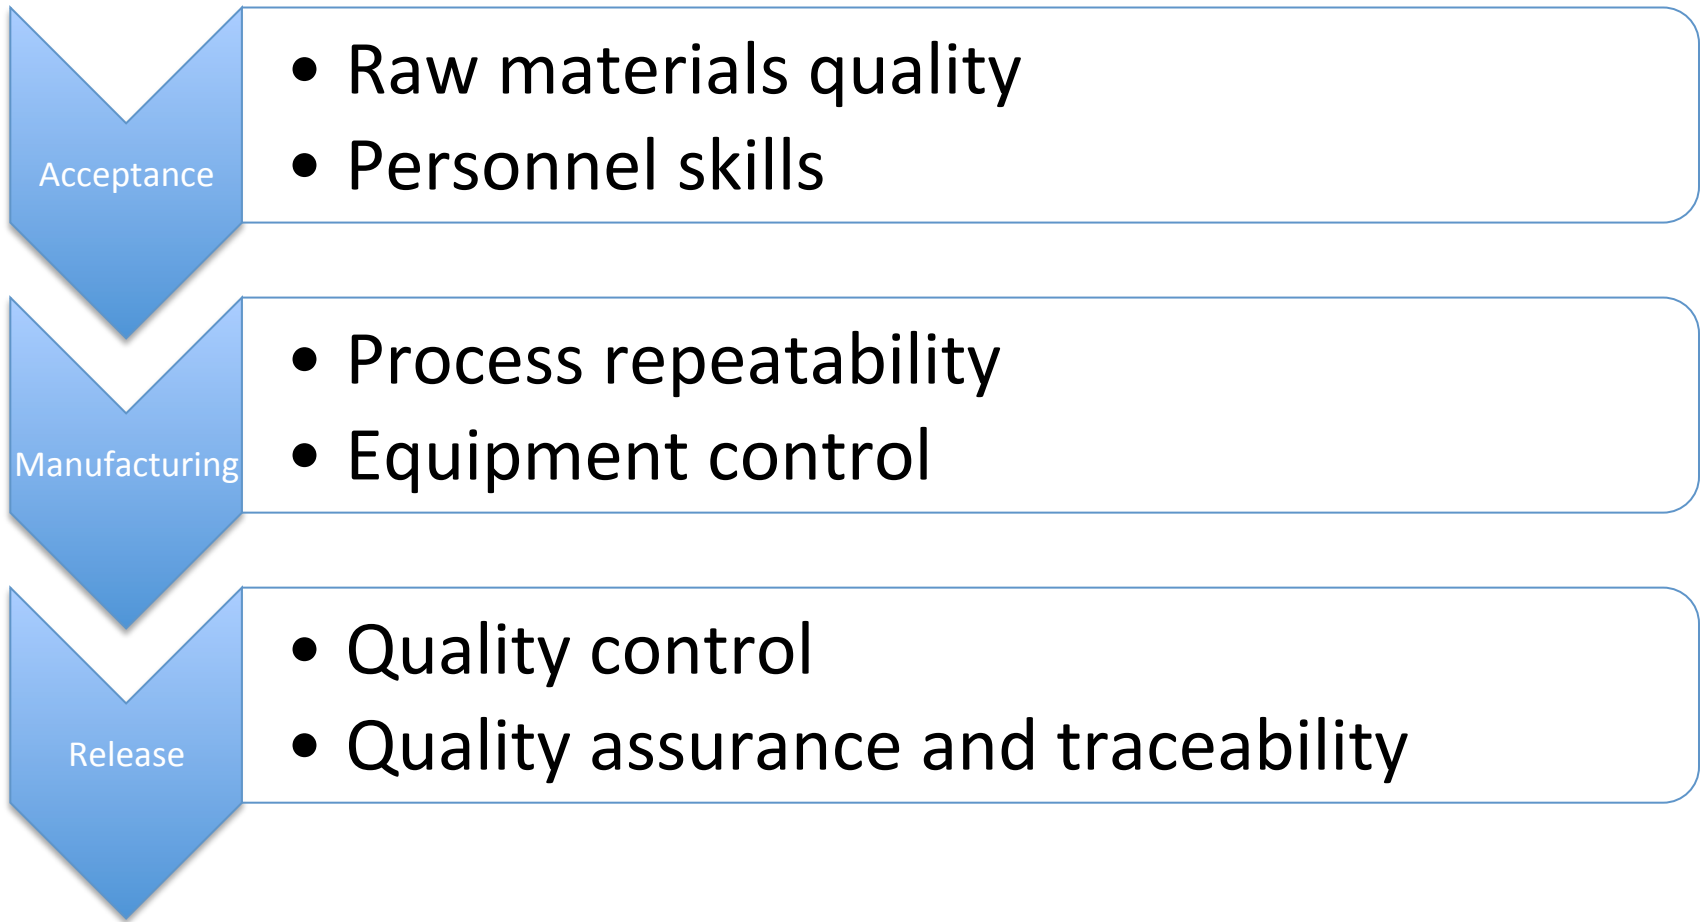 Acceptance
• Raw materials quality
• Personnel skills
Manufacturing
• Process repeatability
• Equipment control
Release
• Quality control
• Quality assurance and traceability